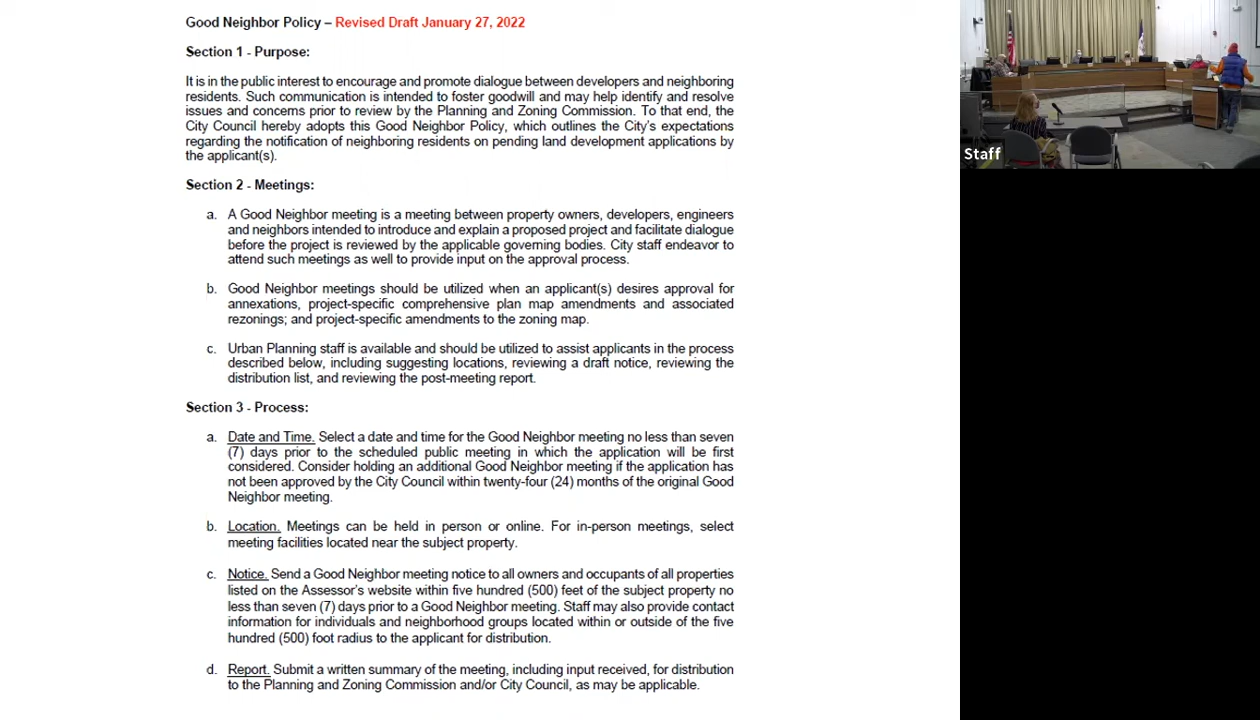 Good Neighbor Policy – Revised Draft January 27, 2022
Section 1 - Purpose:
It is in the public interest to encourage and promote dialogue between developers and neighboring
residents. Such communication is intended to foster goodwill and may help identify and resolve
issues and concerns prior to review by the Planning and Zoning Commission. To that end, the
City Council hereby adopts this Good Neighbor Policy, which outlines the City's expectations
regarding the notification of neighboring residents on pending land development applications by
the applicant(s).
Section 2 - Meetings:
a. A Good Neighbor meeting is a meeting between property owners, developers, engineers
and neighbors intended to introduce and explain a proposed project and facilitate dialogue
before the project is reviewed by the applicable governing bodies. City staff endeavor to
attend such meetings as well to provide input on the approval process.
b. Good Neighbor meetings should be utilized when an applicant(s) desires approval for
annexations, project-specific comprehensive plan map amendments and associated
rezonings; and project-specific amendments to the zoning map.
c. Urban Planning staff is available and should be utilized to assist applicants in the process
described below, including suggesting locations, reviewing a draft notice, reviewing the
distribution list, and reviewing the post-meeting report.
Section 3 - Process:
a. Date and Time. Select a date and time for the Good Neighbor meeting no less than seven
(7) days prior to the scheduled public meeting in which the application will be first
considered. Consider holding an additional Good Neighbor meeting if the application has
not been approved by the City Council within twenty-four (24) months of the original Good
Neighbor meeting.
b. Location. Meetings can be held in person or online. For in-person meetings, select
meeting facilities located near the subject property.
c. Notice. Send a Good Neighbor meeting notice to all owners and occupants of all properties
listed on the Assessor's website within five hundred (500) feet of the subject property no
less than seven (7) days prior to a Good Neighbor meeting. Staff may also provide contact
information for individuals and neighborhood groups located within or outside of the five
hundred (500) foot radius to the applicant for distribution.
d. Report. Submit a written summary of the meeting, including input received, for distribution
to the Planning and Zoning Commission and/or City Council, as may be applicable.
Staff